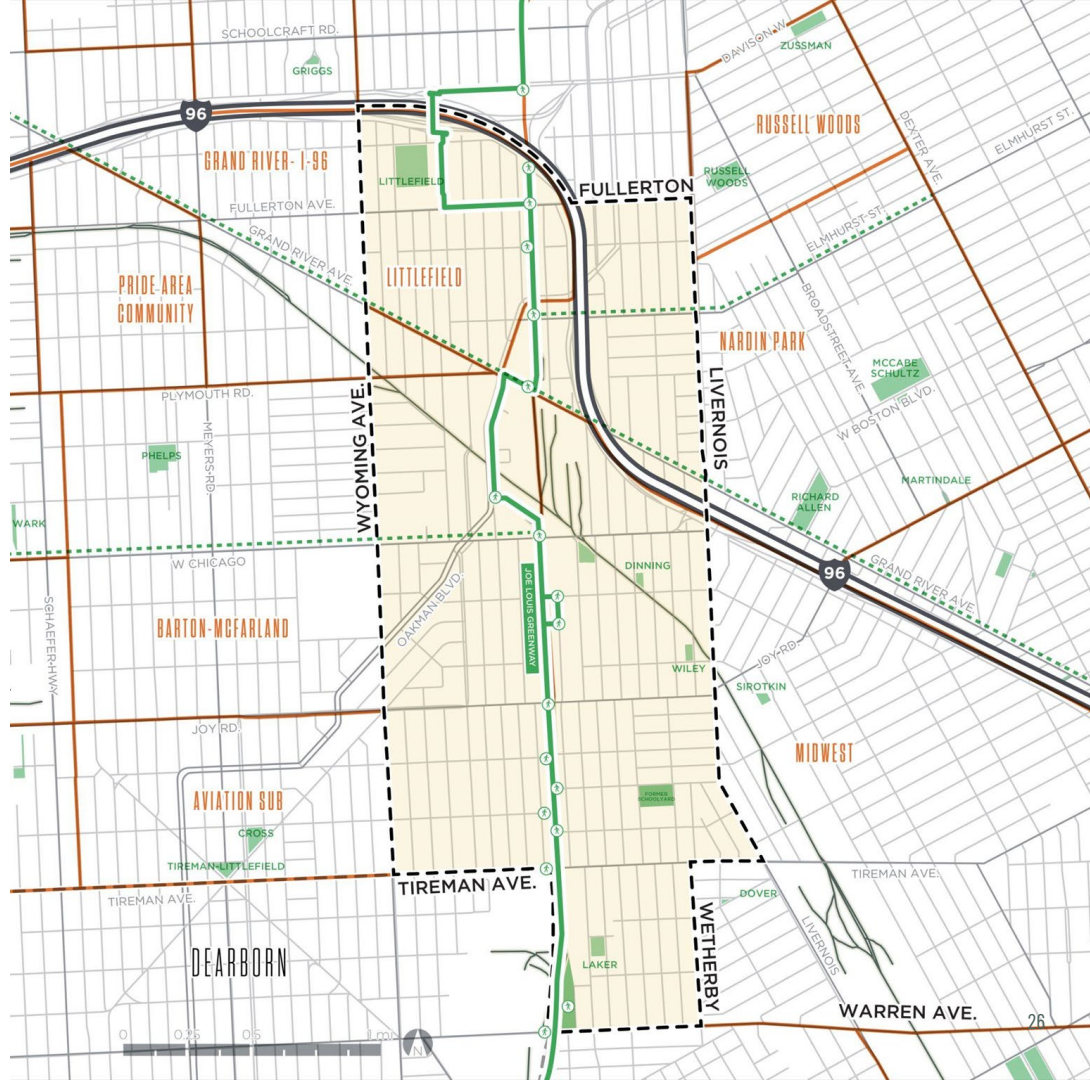 SCHOOLCRAFT RD.
GRIGGS
DAVISON W
ZUSSMAN
96
RUSSELL WOODS
DEXTER AVE.
ELMHURST ST.
GRAND RIVER- I-96
LITTLEFIELD
RUSSELL
WOODS
FULLERTON
FULLERTON AVE.
GRAND RIVER AVE.
ELMHURST ST.
PRIDE AREA
COMMUNITY
LITTLEFIELD
BROADSTREET AVE.
NARDIN PARK
MCCABE
SCHULTZ
PLYMOUTH RD.
WYOMING AVE.
LIVERNOIS
W BOSTON BLVD.
MEYERS RD.
PHELPS
MARTINDALE
RICHARD
ALLEN
WARK
W CHICAGO
DINNING
96
GRAND RIVER AVE.
SCHAEFER HWY
OAKMAN BLVD.
JOE LOUIS GREENWAY
BARTON-MCFARLAND
JOY RD.
WILEY
SIROTKIN
JOY RD.
MIDWEST
AVIATION SUB
FORMER
SCHOOLYARD
CROSS
TIREMAN-LITTLEFIELD
TIREMAN AVE.
TIREMAN AVE.
TIREMAN AVE.
DOVER
WETHERBY
LIVERNOIS
DEARBORN
LAKER
WARREN AVE.
26
0 0.25 0.5 1 mi
N